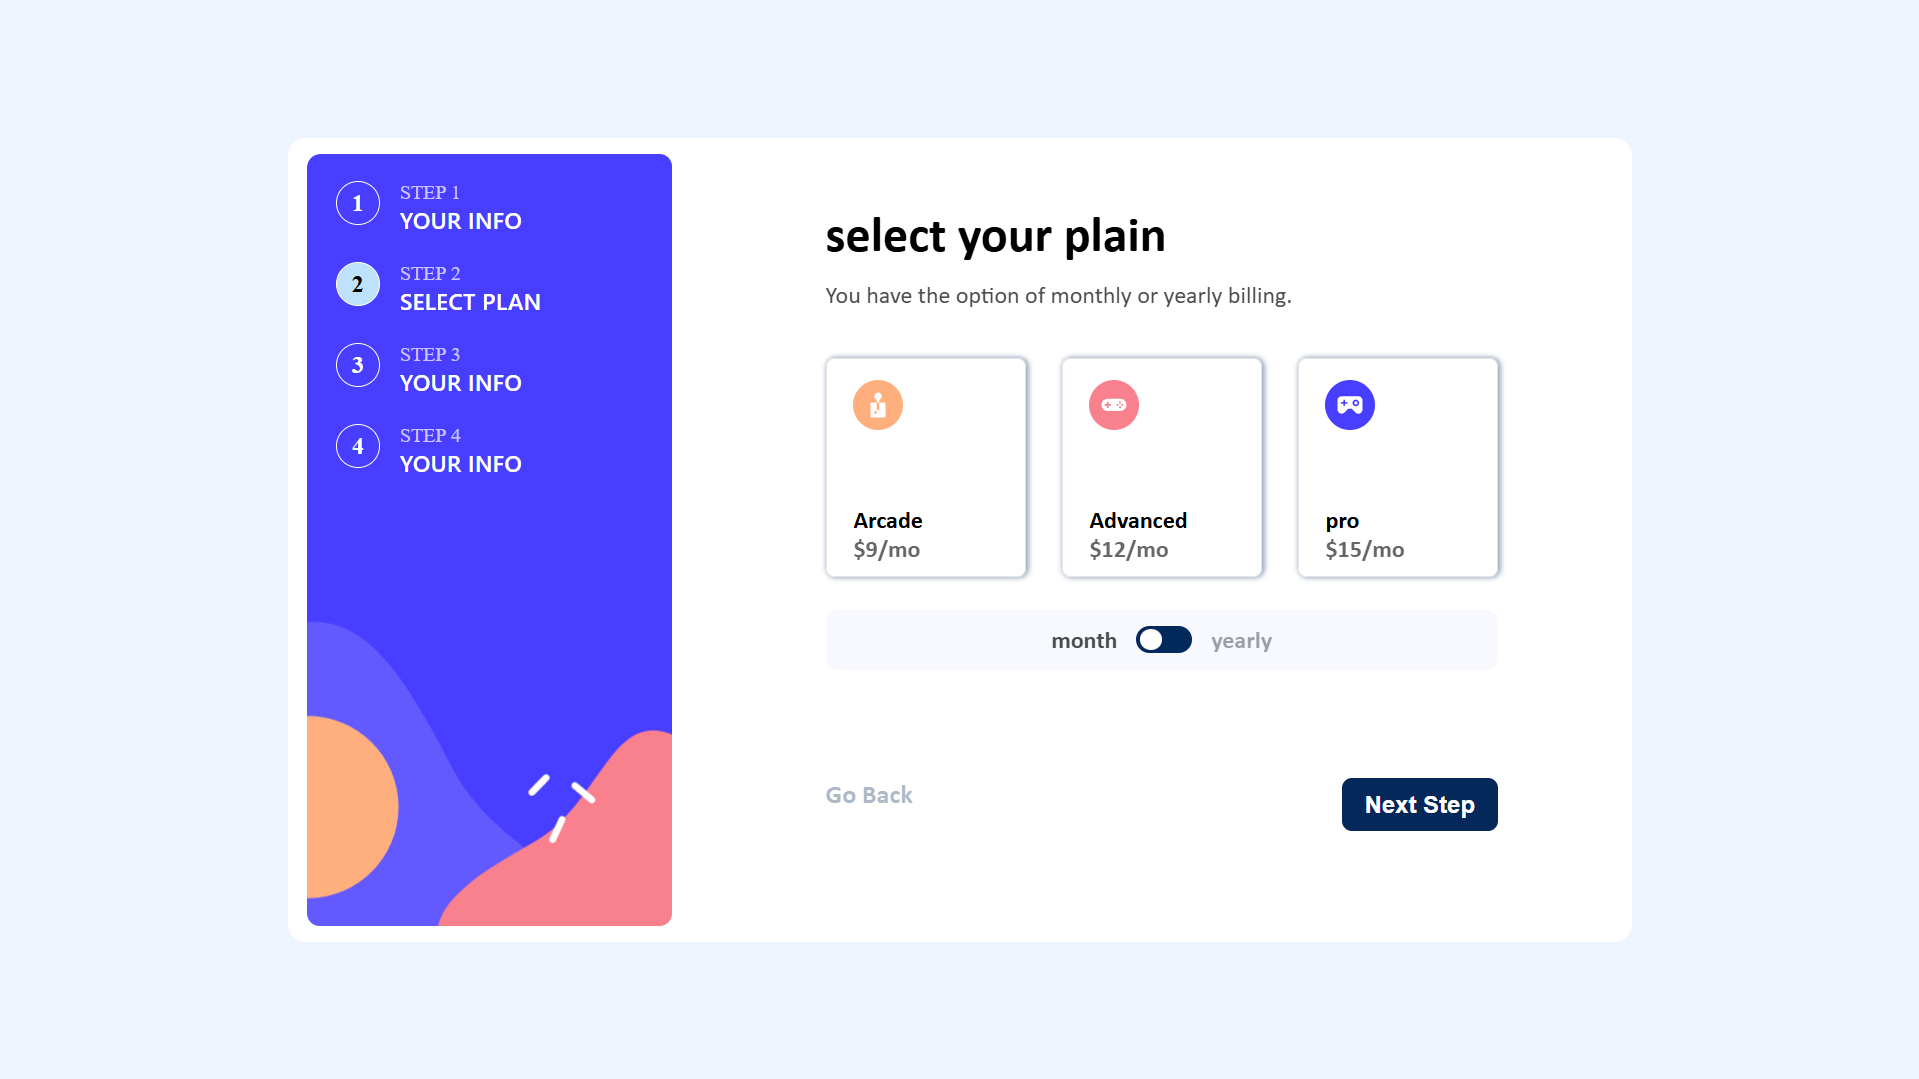 1
STEP 1
YOUR INFO
2
STEP 2
SELECT PLAN
3
STEP 3
YOUR INFO
4
STEP 4
YOUR INFO
select your plain
You have the option of monthly or yearly billing.
Arcade
$9/mo
Advanced
$12/mo
pro
$15/mo
month
yearly
Go Back
Next Step